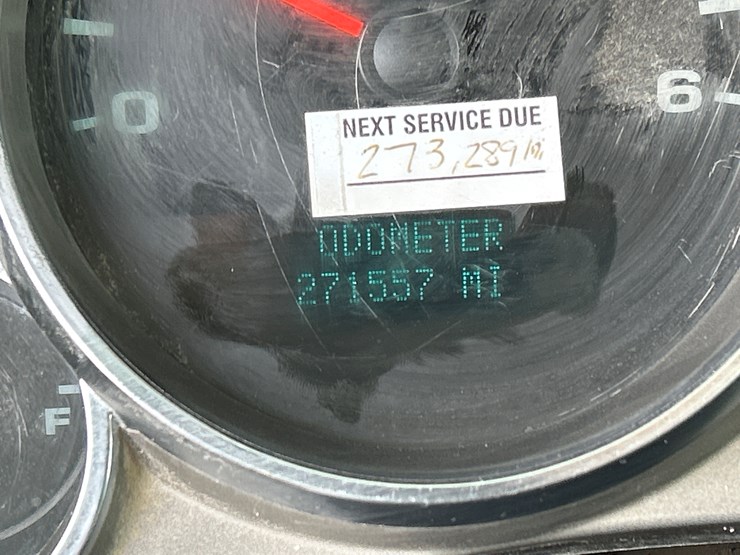 0
6
NEXT SERVICE DUE
273,289 mi
ODOMETER
271557 MI
F